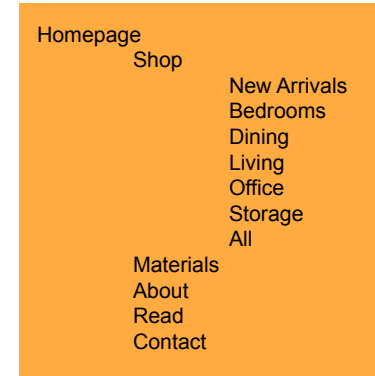 Homepage
Shop
New Arrivals
Bedrooms
Dining
Living
Office
Storage
All
Materials
About
Read
Contact